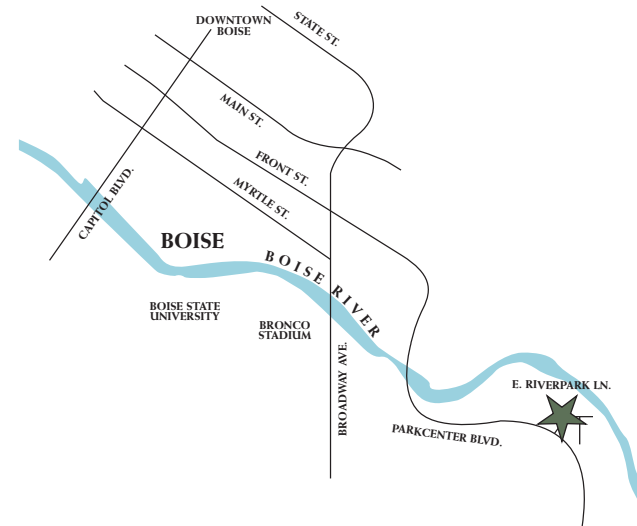 DOWNTOWN
BOISE
STATE ST.
MAIN ST.
FRONT ST.
MYRTLE ST.
CAPITOL BLVD.
BOISE
BOISE RIVER
BOISE STATE
UNIVERSITY
BRONCO
STADIUM
BROADWAY AVE.
E. RIVERPARK LN.
PARKCENTER BLVD.